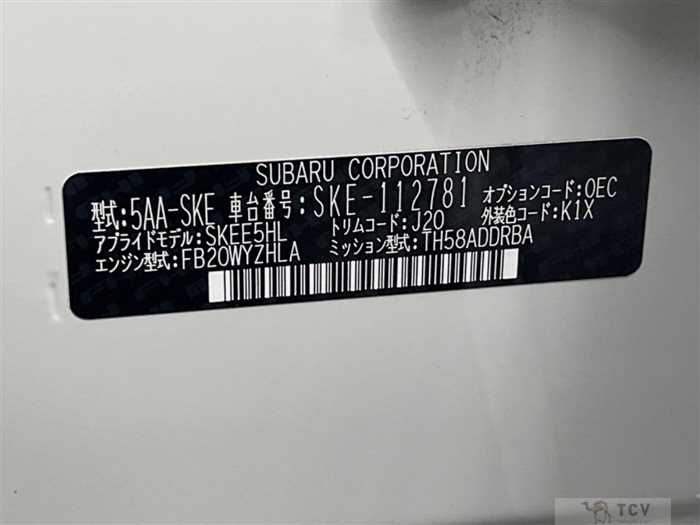 SUBARU CORPORATION
型式:5AA-SKE 車台番号:SKE-112781 オプションコード:OEC
アプライドモデル:SKEE5HL トリムコード:J20 外装色コード:K1X
エンジン型式:FB20WYZHLA ミッション型式:TH58ADDRBA
TCV